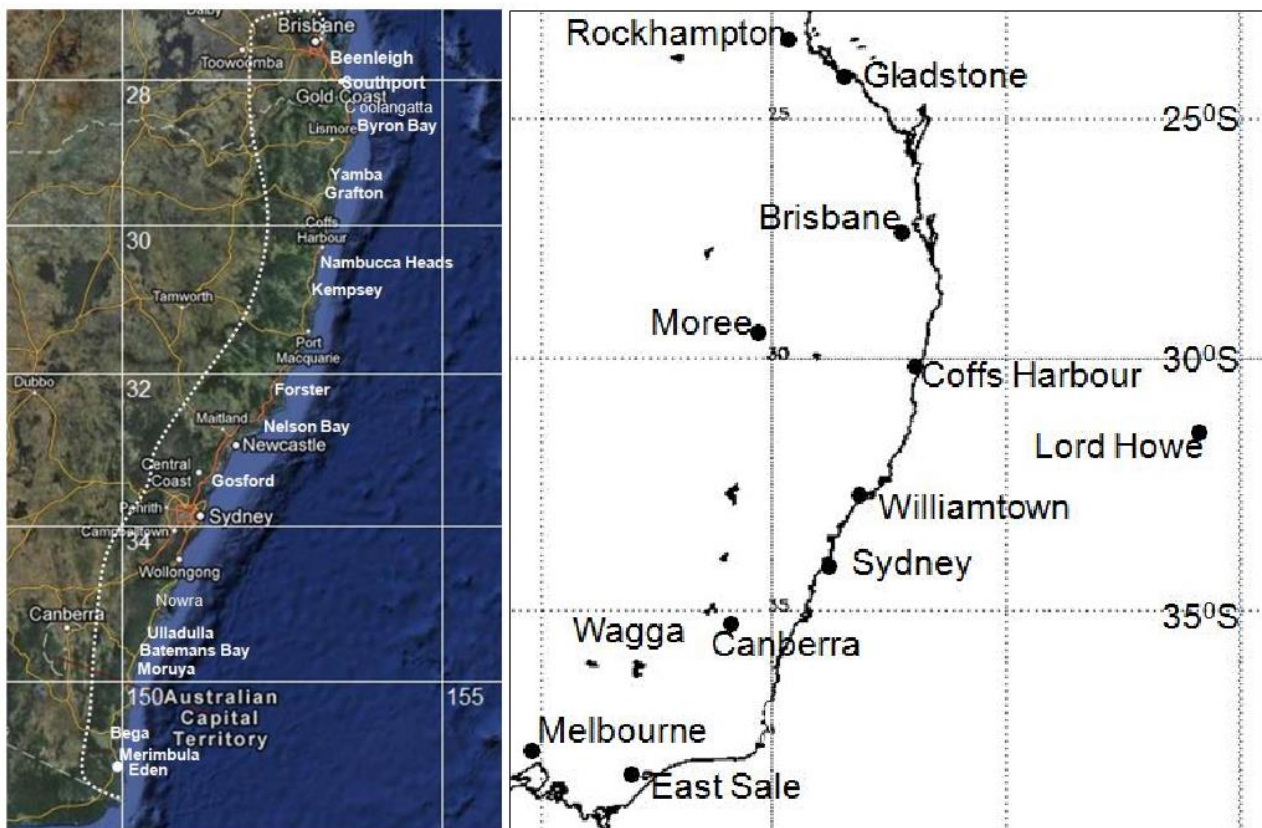 Dalby
Brisbane
Toowoomba
Beenleigh
Southport
28
Gold Coast
Coolangatta
Lismore
Byron Bay
Yamba
Grafton
Coffs
Harbour
30
Nambucca Heads
Kempsey
Tamworth
Port
Macquarie
32
Dubbo
Forster
Maitland
Nelson Bay
Newcastle
Central
Coast
Gosford
Penrith
Sydney
Campbelltown
34
Wollongong
Nowra
Canberra
Ulladulla
Batemans Bay
Moruya
150
155
Australian
Capital
Territory
Bega
Merimbula
Eden
Rockhampton
Gladstone
25
25⁰S
Brisbane
Moree
30
30⁰S
Coffs Harbour
Lord Howe
Williamtown
Sydney
35
35⁰S
Wagga
Canberra
Melbourne
East Sale